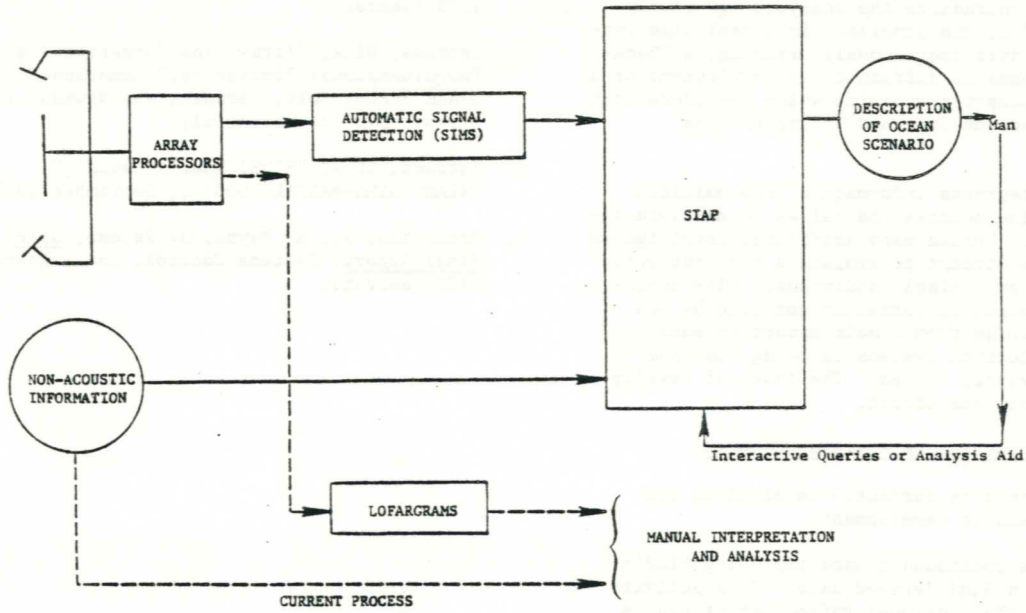 ARRAY
PROCESSORS
AUTOMATIC SIGNAL
DETECTION (SIMS)
DESCRIPTION
OF OCEAN
SCENARIO
Man
SIAP
NON-ACOUSTIC
INFORMATION
Interactive Queries or Analysis Aid
LOFARGRAMS
MANUAL INTERPRETATION
AND ANALYSIS
CURRENT PROCESS